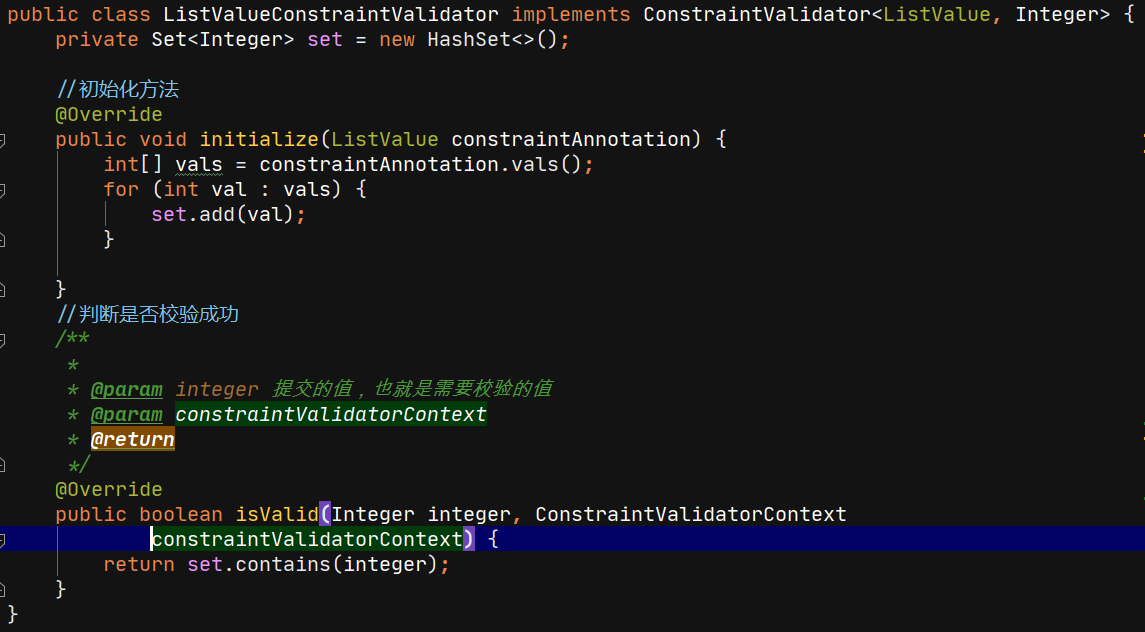 public class ListValueConstraintValidator implements ConstraintValidator<ListValue, Integer> {
    private Set<Integer> set = new HashSet<>();
    //初始化方法
    @Override
    public void initialize(ListValue constraintAnnotation) {
        int[] vals = constraintAnnotation.vals();
        for (int val : vals) {
            set.add(val);
        }
    }
    //判断是否校验成功
    /**
     *
     * @param integer 提交的值，也就是需要校验的值
     * @param constraintValidatorContext
     * @return
     */
    @Override
    public boolean isValid(Integer integer, ConstraintValidatorContext
            constraintValidatorContext) {
        return set.contains(integer);
    }
}